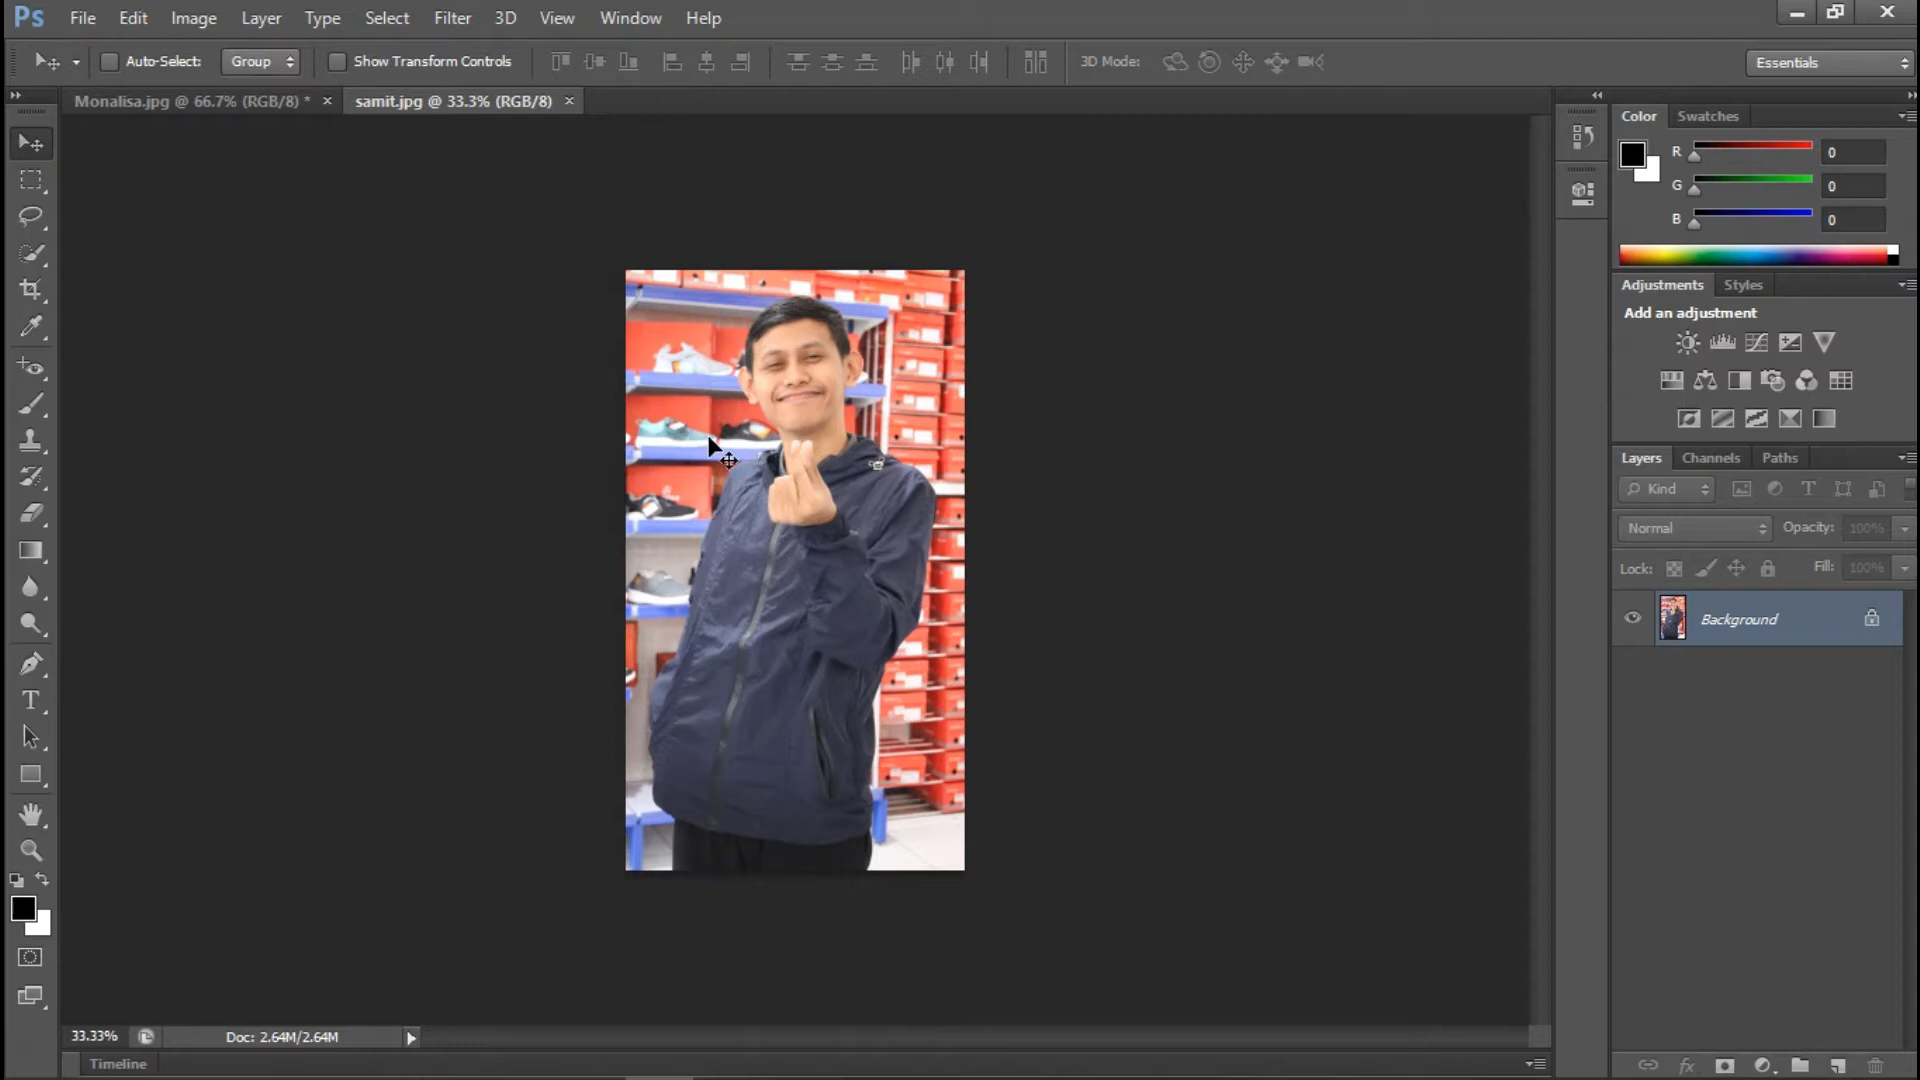 Ps File Edit Image Layer Type Select Filter 3D View Window Help
Auto-Select: Group Show Transform Controls 3D Mode: Essentials
Monalisa.jpg @ 66.7% (RGB/8) * × samit.jpg @ 33.3% (RGB/8) ×
Color Swatches
R 0
G 0
B 0
Adjustments Styles
Add an adjustment
Layers Channels Paths
Kind
Normal Opacity: 100%
Lock: Fill: 100%
Background
33.33% Doc: 2.64M/2.64M
Timeline